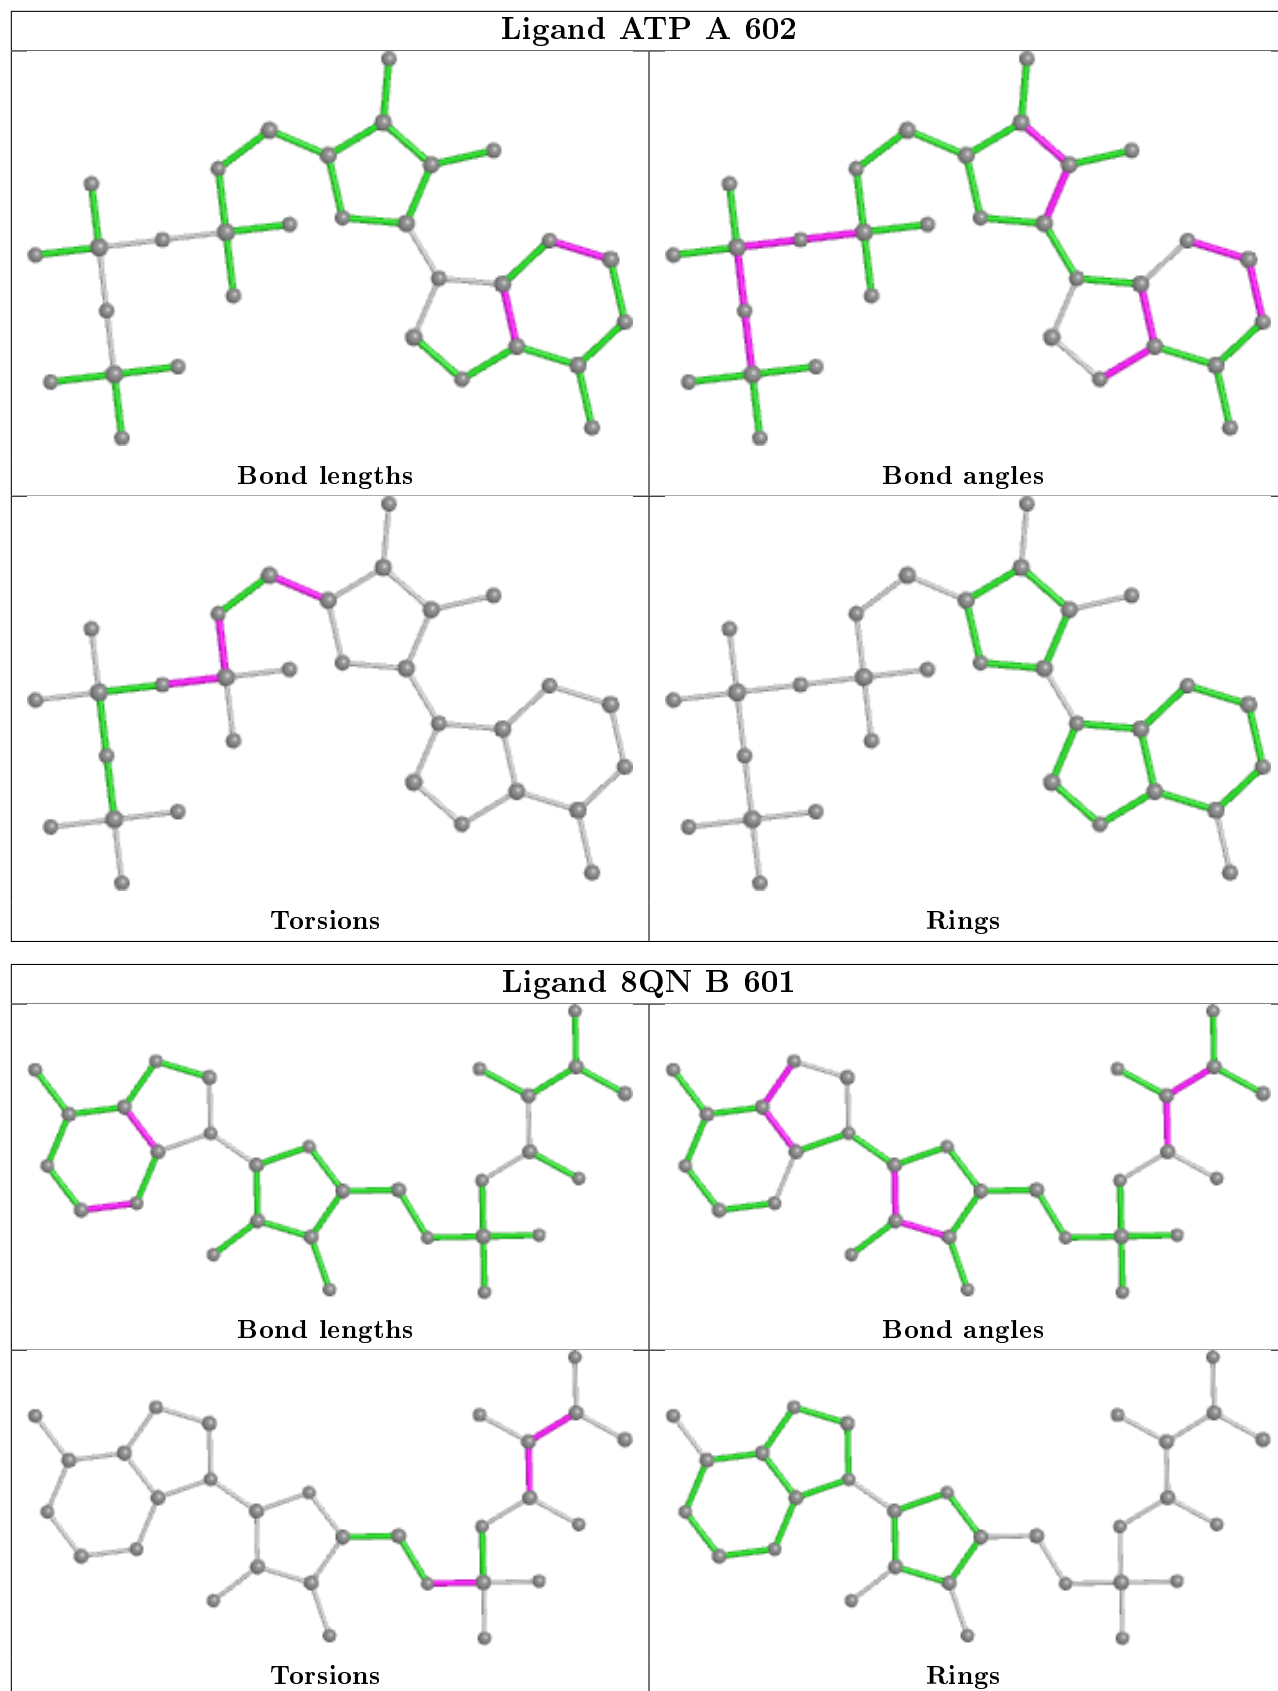 Ligand ATP A 602
Bond lengths
Bond angles
Torsions
Rings
Ligand 8QN B 601
Bond lengths
Bond angles
Torsions
Rings